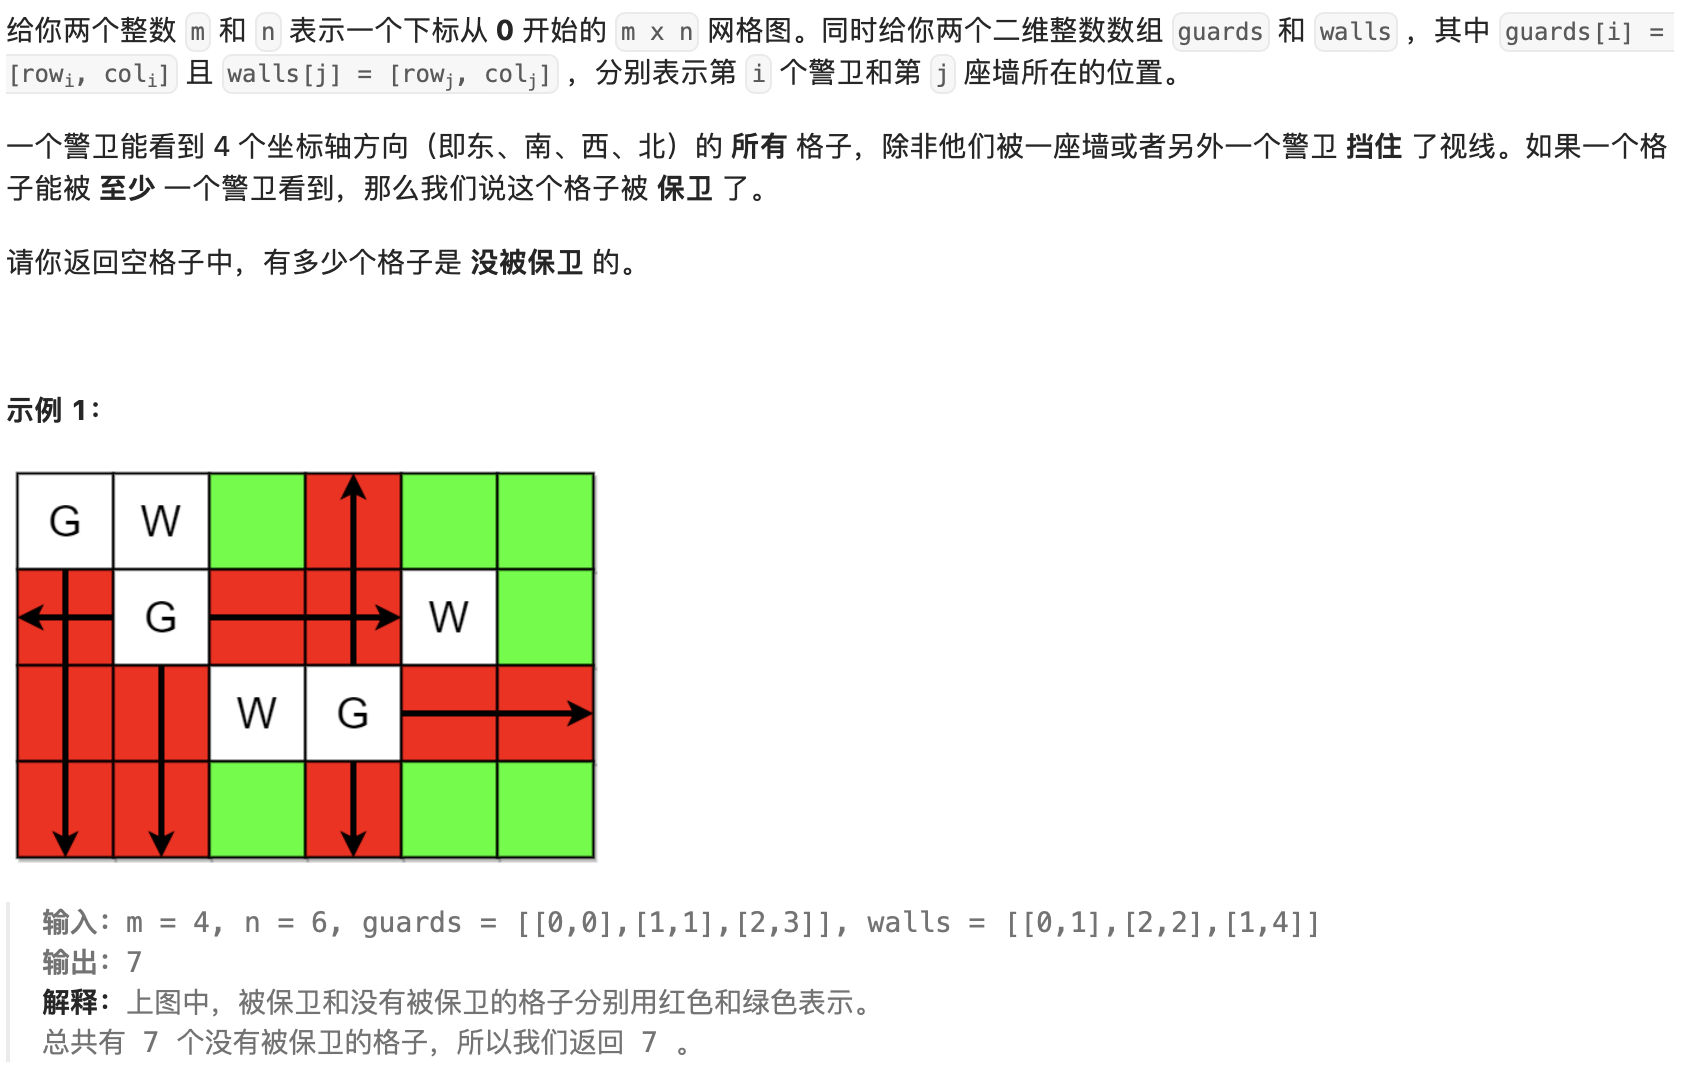 给你两个整数 m 和 n 表示一个下标从 0 开始的 m x n 网格图。同时给你两个二维整数数组 guards 和 walls ，其中 guards[i] =
[rowi, coli] 且 walls[j] = [rowj, colj] ，分别表示第 i 个警卫和第 j 座墙所在的位置。
一个警卫能看到 4 个坐标轴方向（即东、南、西、北）的 所有 格子，除非他们被一座墙或者另外一个警卫 挡住 了视线。如果一个格
子能被 至少 一个警卫看到，那么我们说这个格子被 保卫 了。
请你返回空格子中，有多少个格子是 没被保卫 的。
示例 1：
G W
G W
W G
输入：m = 4, n = 6, guards = [[0,0],[1,1],[2,3]], walls = [[0,1],[2,2],[1,4]]
输出：7
解释：上图中，被保卫和没有被保卫的格子分别用红色和绿色表示。
总共有 7 个没有被保卫的格子，所以我们返回 7 。